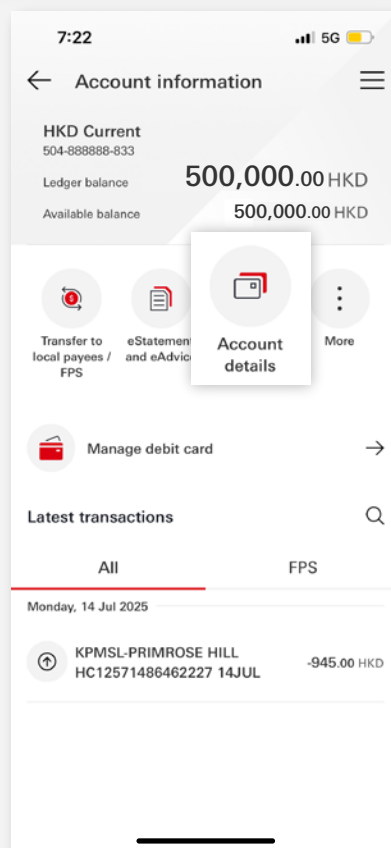 7:22
5G
Account information
HKD Current
504-888888-833
Ledger balance 500,000.00 HKD
Available balance 500,000.00 HKD
Transfer to
local payees /
FPS
eStatement
and eAdvice
Account
details
More
Manage debit card
Latest transactions
All FPS
Monday, 14 Jul 2025
KPMSL-PRIMROSE HILL
HC12571486462227 14JUL
-945.00 HKD